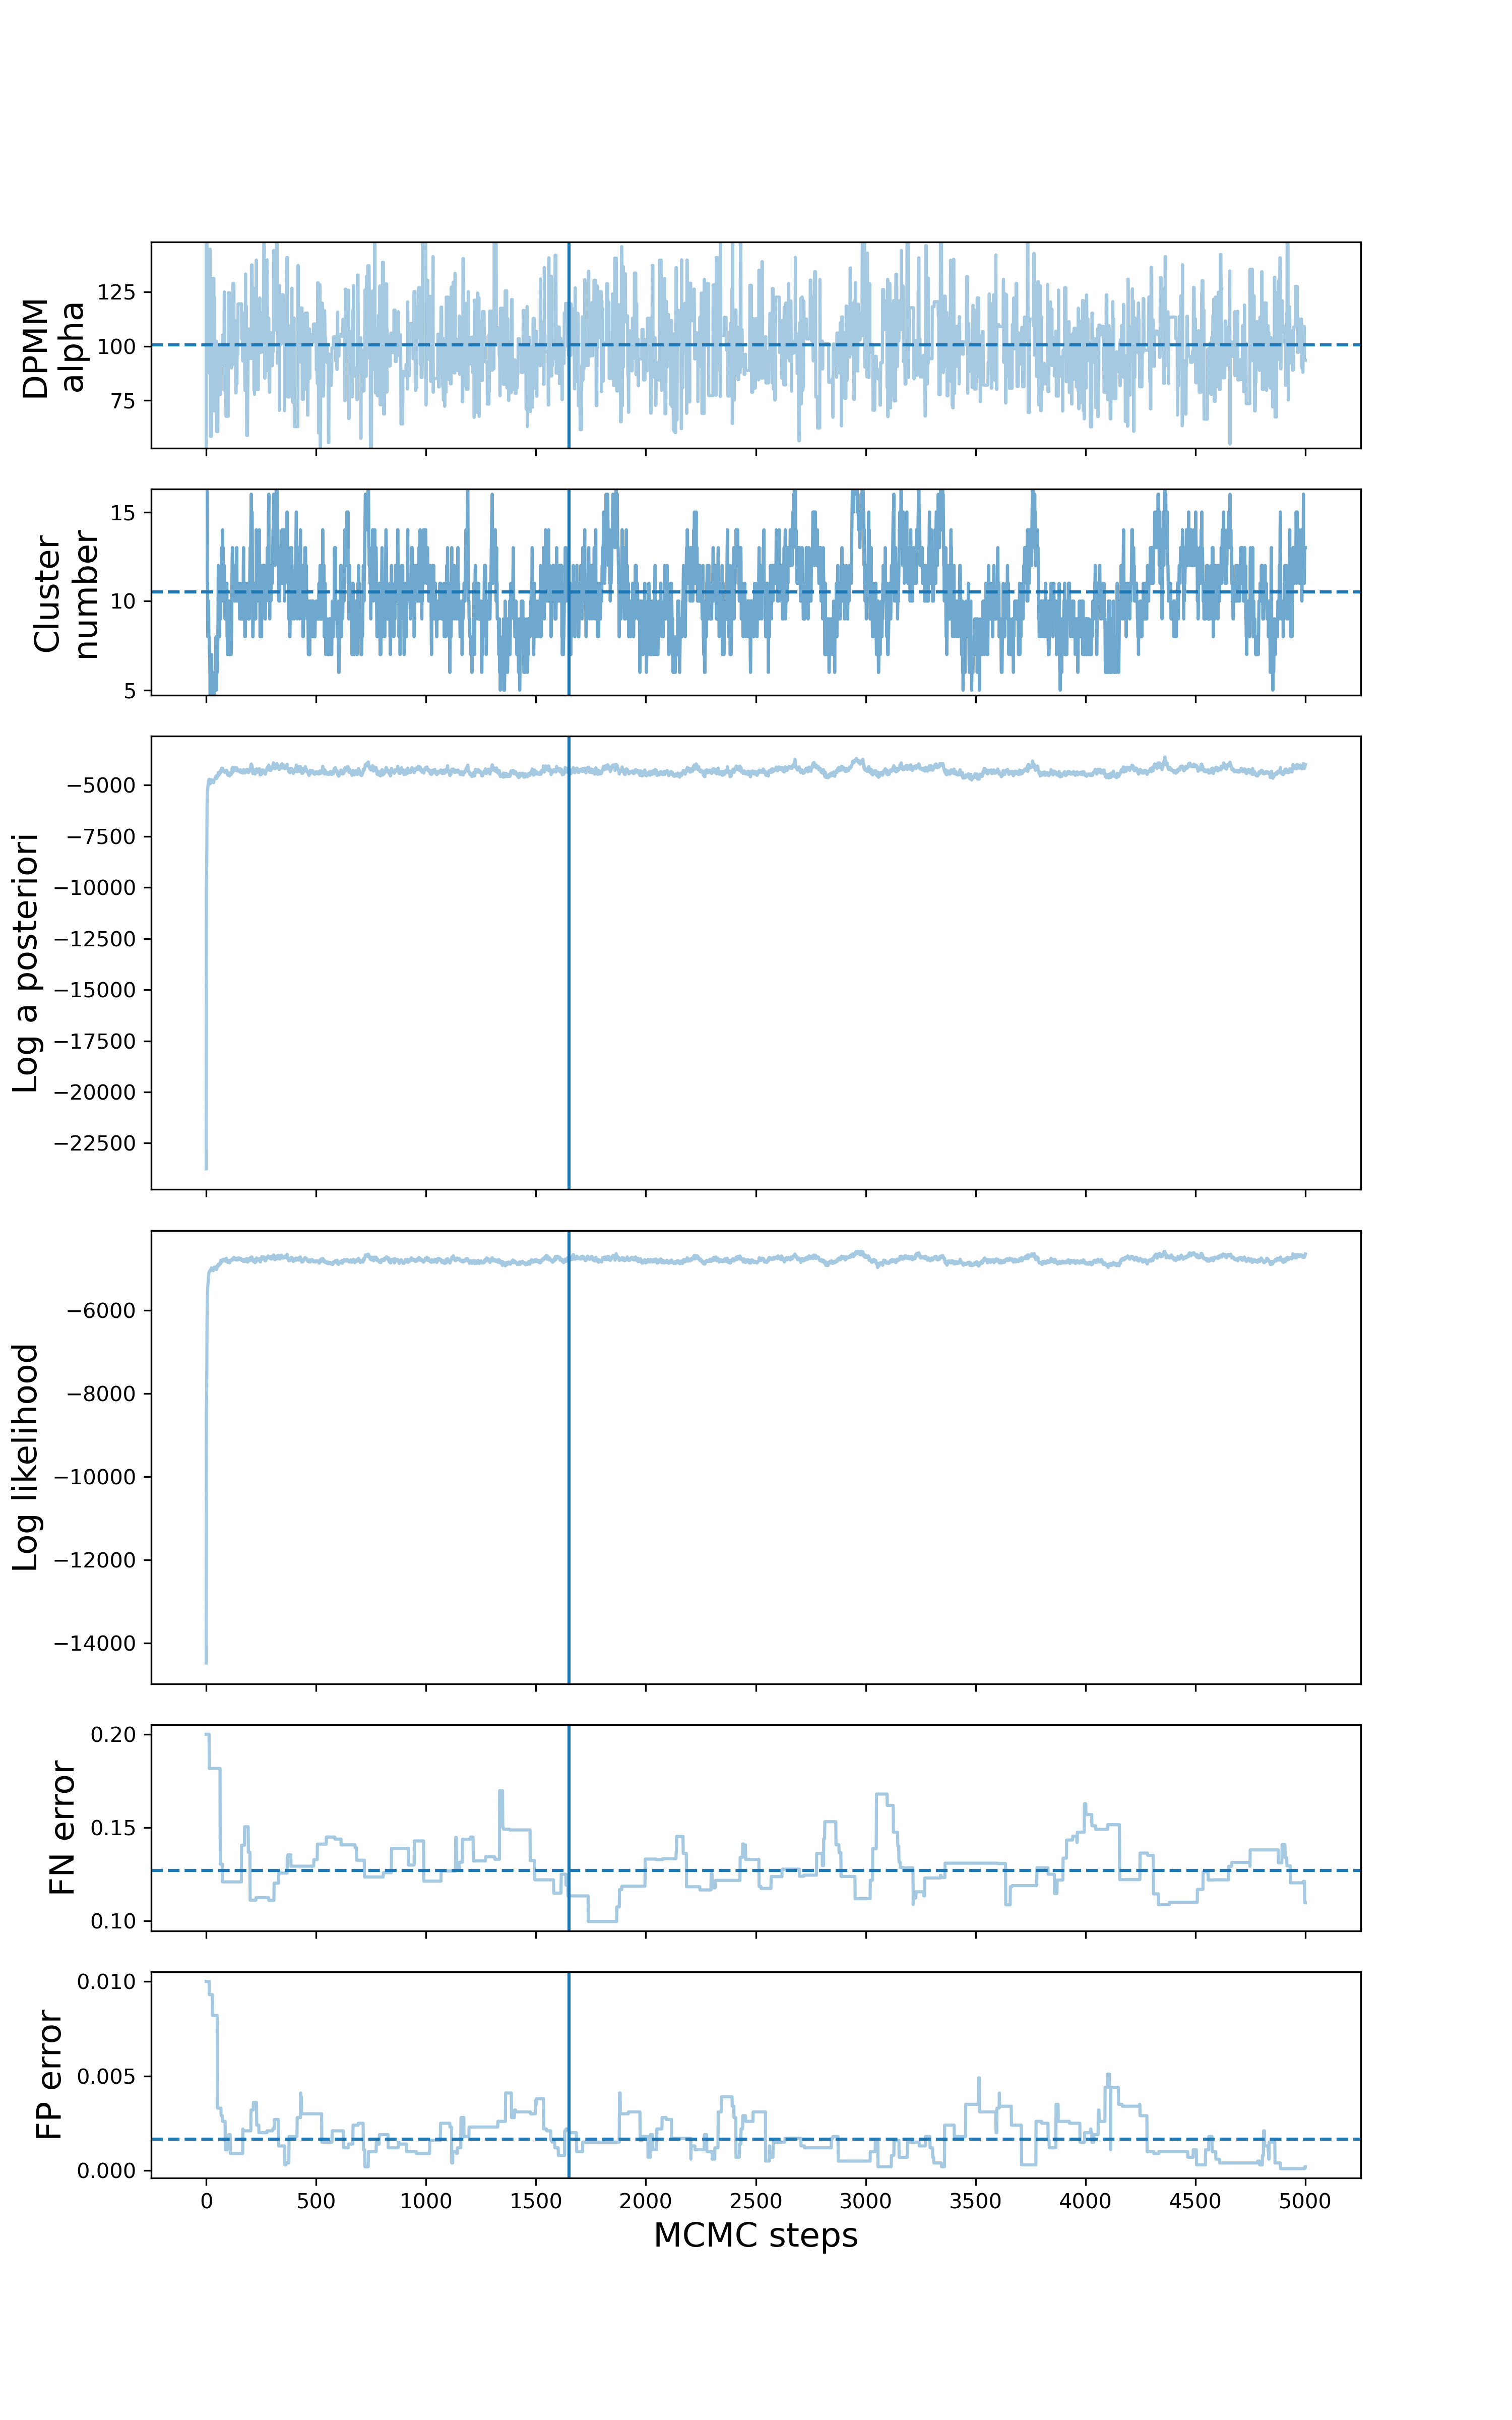 DPMM
alpha
125
100
75
Cluster
number
15
10
5
Log a posteriori
−5000
−7500
−10000
−12500
−15000
−17500
−20000
−22500
Log likelihood
−6000
−8000
−10000
−12000
−14000
FN error
0.20
0.15
0.10
FP error
0.010
0.005
0.000
0 500 1000 1500 2000 2500 3000 3500 4000 4500 5000
MCMC steps